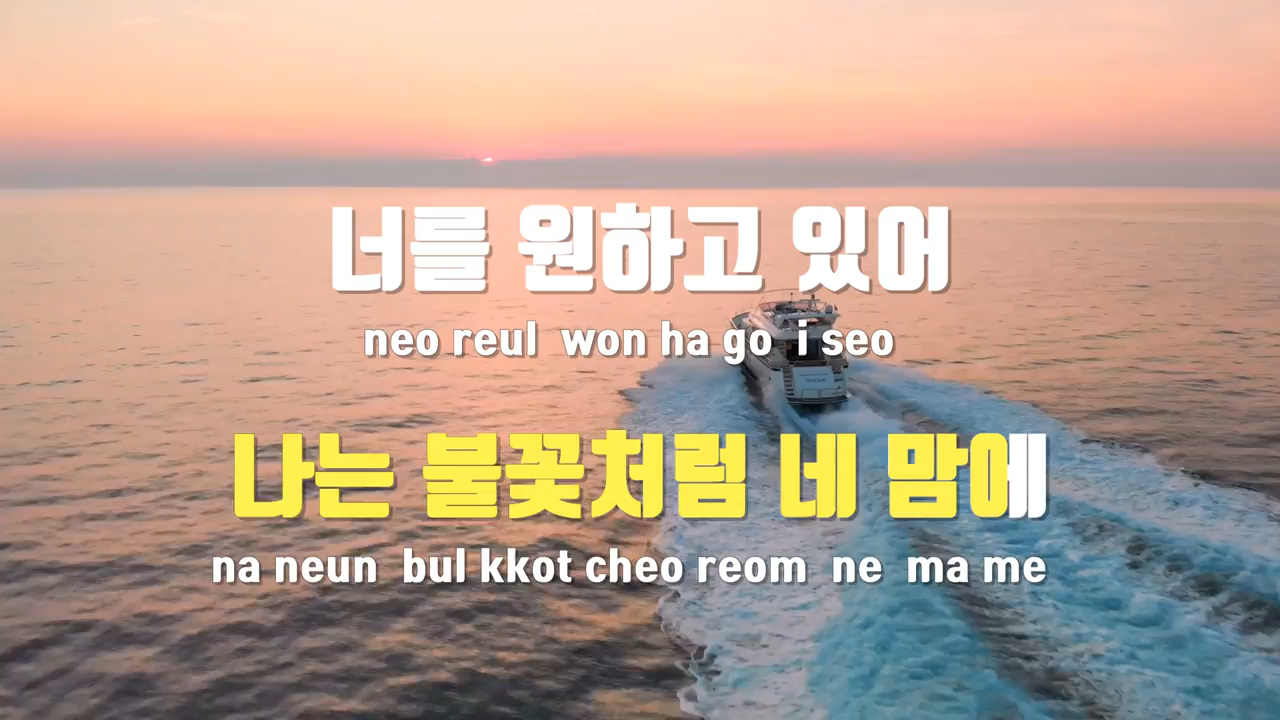 너를 원하고 있어
neo reul won ha go i seo
나는 불꽃처럼 네 맘에
na neun bul kkot cheo reom ne ma me